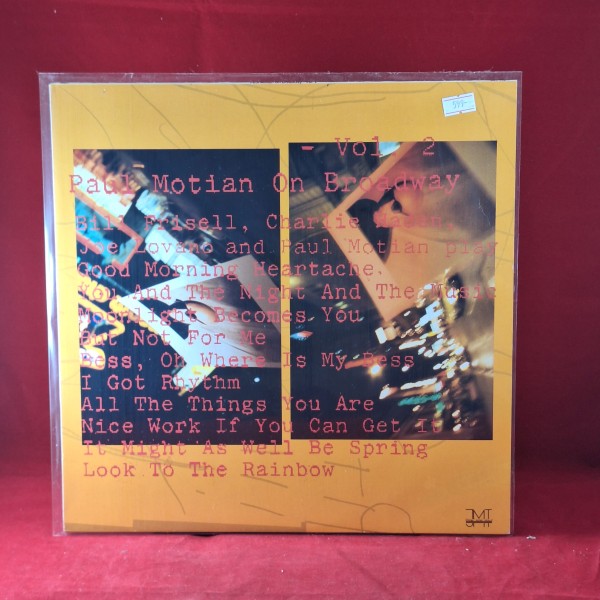 - Vol. 2
Paul Motian On Broadway
Bill Frisell, Charlie Haden,
Joe Lovano and Paul Motian play
Good Morning Heartache,
You And The Night And The Music
Moonlight Becomes You
But Not For Me
Bess, Oh Where Is My Bess
I Got Rhythm
All The Things You Are
Nice Work If You Can Get It
It Might As Well Be Spring
Look To The Rainbow
JMT